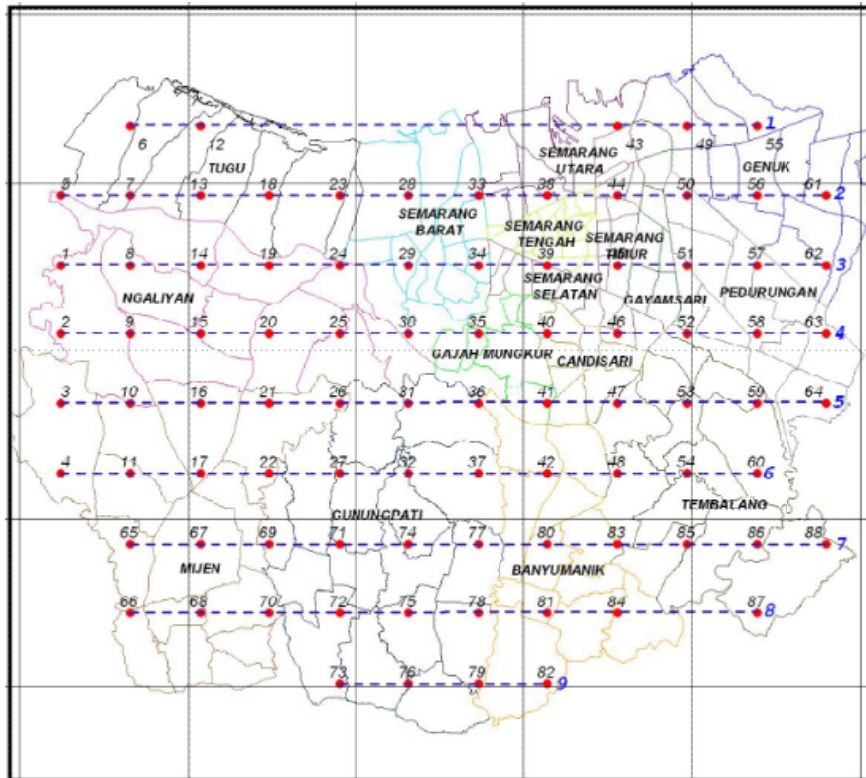 1
6 12 43 49 55
TUGU SEMARANG UTARA GENUK
5 7 13 18 23 28 33 38 44 50 56 61 2
SEMARANG BARAT SEMARANG TENGAH SEMARANG TIMUR
1 8 14 19 24 29 34 39 51 57 62 3
NGALIYAN SEMARANG SELATAN GAYAMSARI PEDURUNGAN
2 9 15 20 25 30 35 40 46 52 58 63 4
GAJAH MUNGKUR CANDISARI
3 10 16 21 26 31 36 41 47 53 59 64 5
4 11 17 22 27 32 37 42 48 54 60 6
GUNUNGPATI TEMBALANG
65 67 69 71 74 77 80 83 85 86 88 7
MIJEN BANYUMANIK
66 68 70 72 75 78 81 84 87 8
73 76 79 82 9